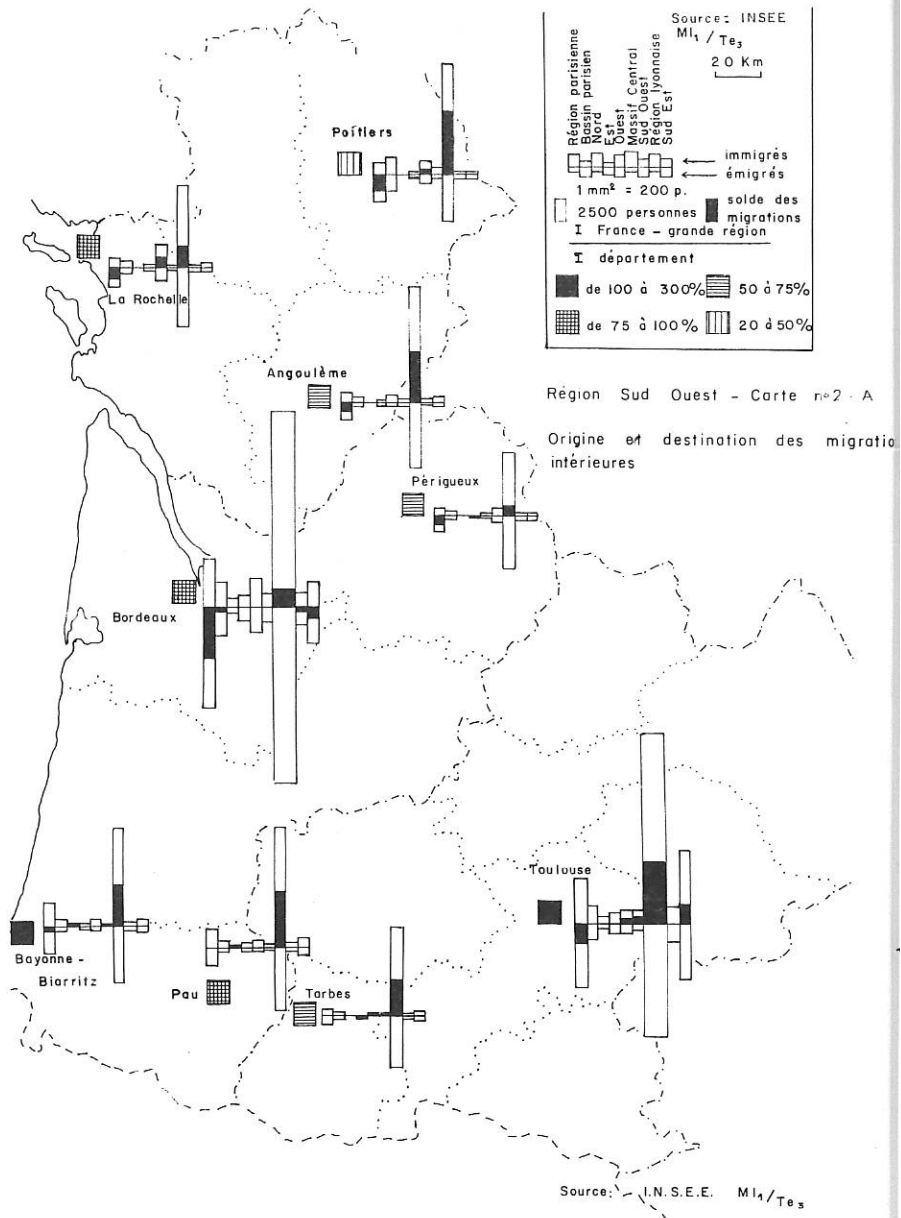 Source: INSEE
MI1/Te3
20 Km
Région parisienne
Bassin parisien
Nord
Est
Ouest
Massif Central
Sud Ouest
Région lyonnaise
Sud Est
immigrés
émigrés
1 mm² = 200 p.
2500 personnes
solde des migrations
I France - grande région
I département
de 100 à 300% 50 à 75%
de 75 à 100% 20 à 50%
Région Sud Ouest - Carte n°2 A
Origine et destination des migratio
intérieures
Poitiers
La Rochelle
Angoulême
Périgueux
Bordeaux
Toulouse
Bayonne -
Biarritz
Pau
Tarbes
Source: I.N.S.E.E. MI1/Te3